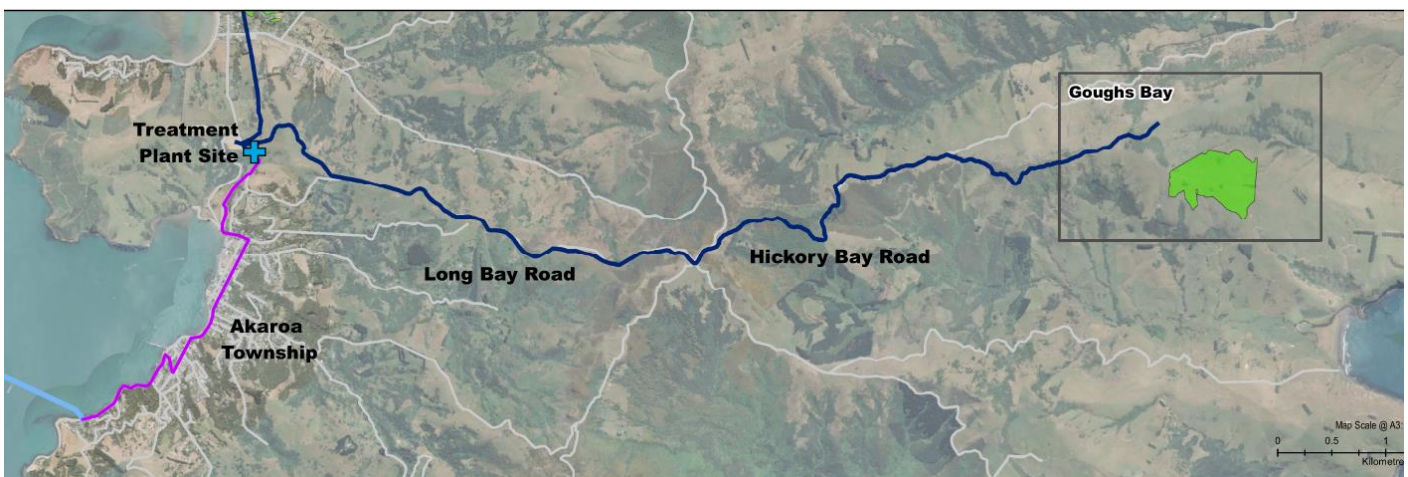 Goughs Bay
Treatment
Plant Site
Hickory Bay Road
Long Bay Road
Akaroa
Township
Map Scale @ A3:
0 0.5 1
Kilometre